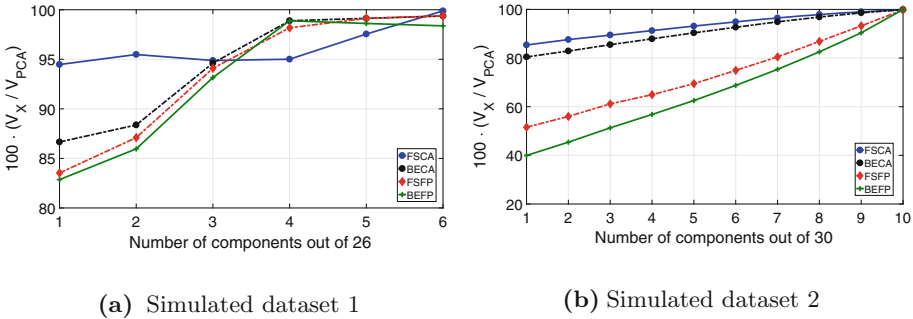 100
95
90
85
80
100 · (V_X / V_PCA)
1 2 3 4 5 6
Number of components out of 26
FSCA
BECA
FSFP
BEFP
(a) Simulated dataset 1
100
80
60
40
20
100 · (V_X / V_PCA)
1 2 3 4 5 6 7 8 9 10
Number of components out of 30
FSCA
BECA
FSFP
BEFP
(b) Simulated dataset 2